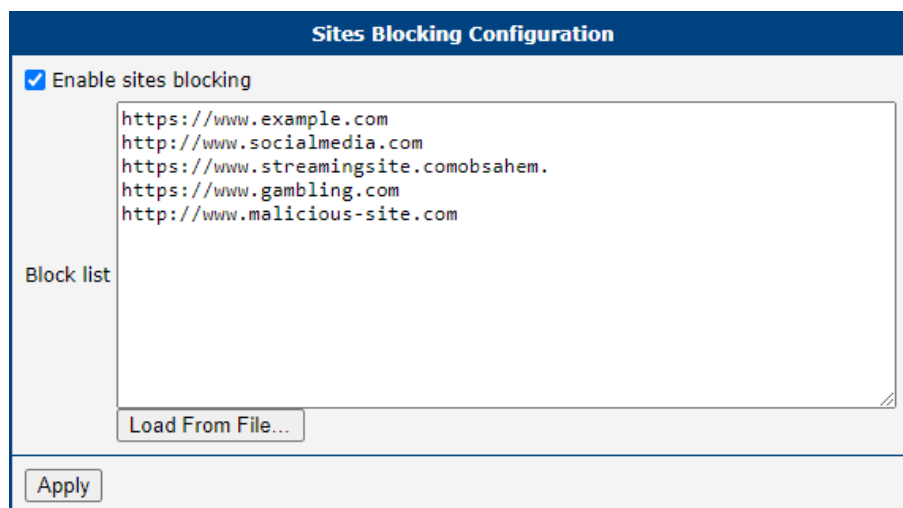 Sites Blocking Configuration
Enable sites blocking
https://www.example.com
http://www.socialmedia.com
https://www.streamingsite.comobsahem.
https://www.gambling.com
http://www.malicious-site.com
Block list
Load From File...
Apply